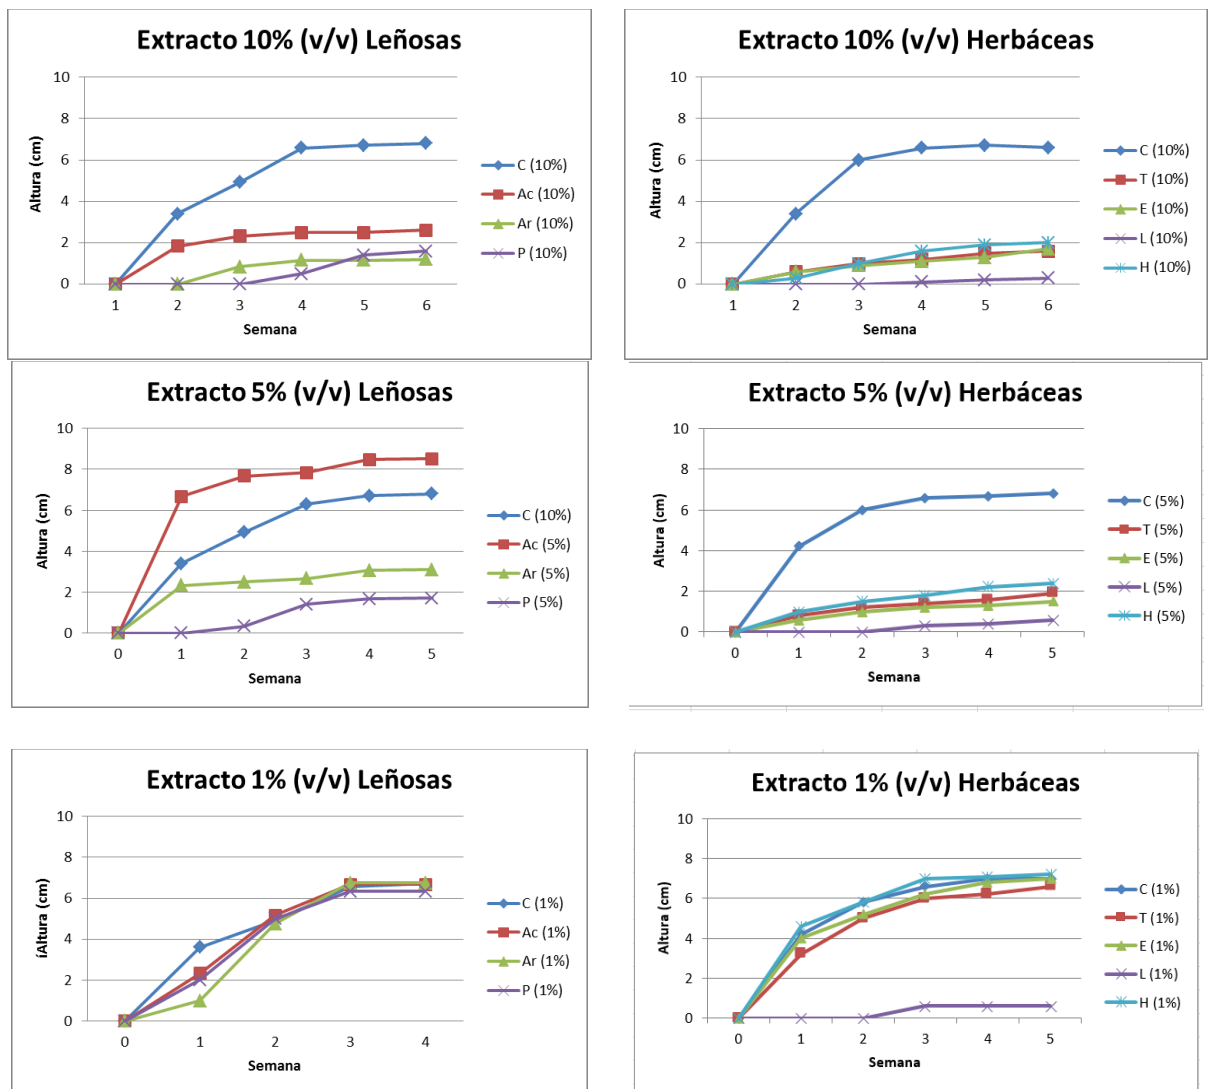 Extracto 10% (v/v) Leñosas
Altura (cm)
10
8
6
4
2
0
1 2 3 4 5 6
Semana
C (10%)
Ac (10%)
Ar (10%)
P (10%)
Extracto 10% (v/v) Herbáceas
Altura (cm)
10
8
6
4
2
0
1 2 3 4 5 6
Semana
C (10%)
T (10%)
E (10%)
L (10%)
H (10%)
Extracto 5% (v/v) Leñosas
Altura (cm)
10
8
6
4
2
0
0 1 2 3 4 5
Semana
C (10%)
Ac (5%)
Ar (5%)
P (5%)
Extracto 5% (v/v) Herbáceas
Altura (cm)
10
8
6
4
2
0
0 1 2 3 4 5
Semana
C (5%)
T (5%)
E (5%)
L (5%)
H (5%)
Extracto 1% (v/v) Leñosas
íAltura (cm)
10
8
6
4
2
0
0 1 2 3 4
Semana
C (1%)
Ac (1%)
Ar (1%)
P (1%)
Extracto 1% (v/v) Herbáceas
Altura (cm)
10
8
6
4
2
0
0 1 2 3 4 5
Semana
C (1%)
T (1%)
E (1%)
L (1%)
H (1%)